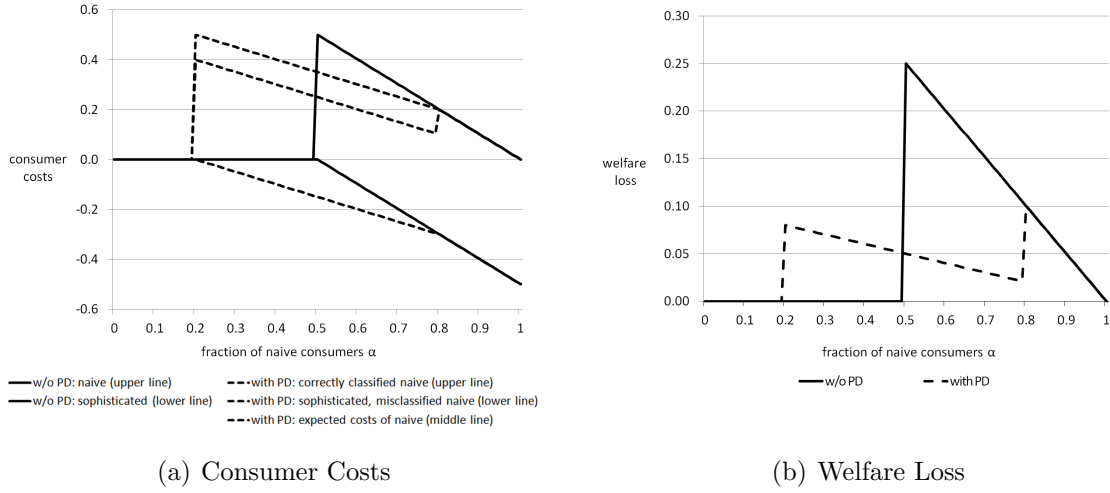 0.6
0.4
0.2
0.0
-0.2
-0.4
-0.6
consumer
costs
0 0.1 0.2 0.3 0.4 0.5 0.6 0.7 0.8 0.9 1
fraction of naive consumers α
w/o PD: naive (upper line) with PD: correctly classified naive (upper line)
w/o PD: sophisticated (lower line) with PD: sophisticated, misclassified naive (lower line)
with PD: expected costs of naive (middle line)
(a) Consumer Costs
0.30
0.25
0.20
0.15
0.10
0.05
0.00
welfare
loss
0 0.1 0.2 0.3 0.4 0.5 0.6 0.7 0.8 0.9 1
fraction of naive consumers α
w/o PD with PD
(b) Welfare Loss